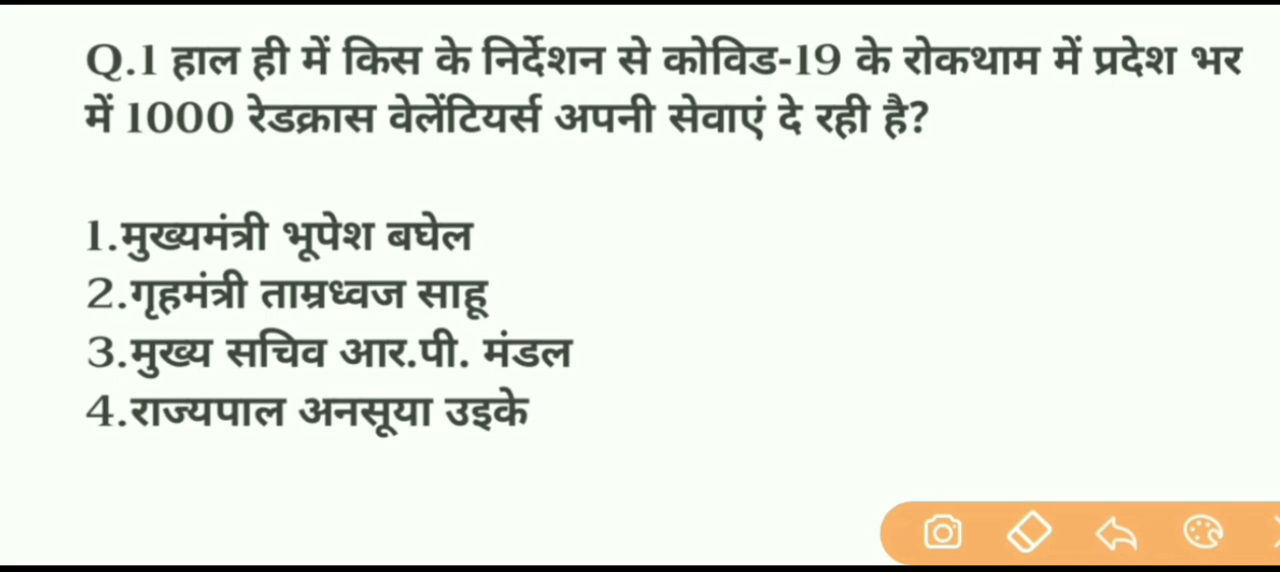 Q.1 हाल ही में किस के निर्देशन से कोविड-19 के रोकथाम में प्रदेश भर
में 1000 रेडक्रास वेलेंटियर्स अपनी सेवाएं दे रही है?
1.मुख्यमंत्री भूपेश बघेल
2.गृहमंत्री ताम्रध्वज साहू
3.मुख्य सचिव आर.पी. मंडल
4.राज्यपाल अनसूया उइके